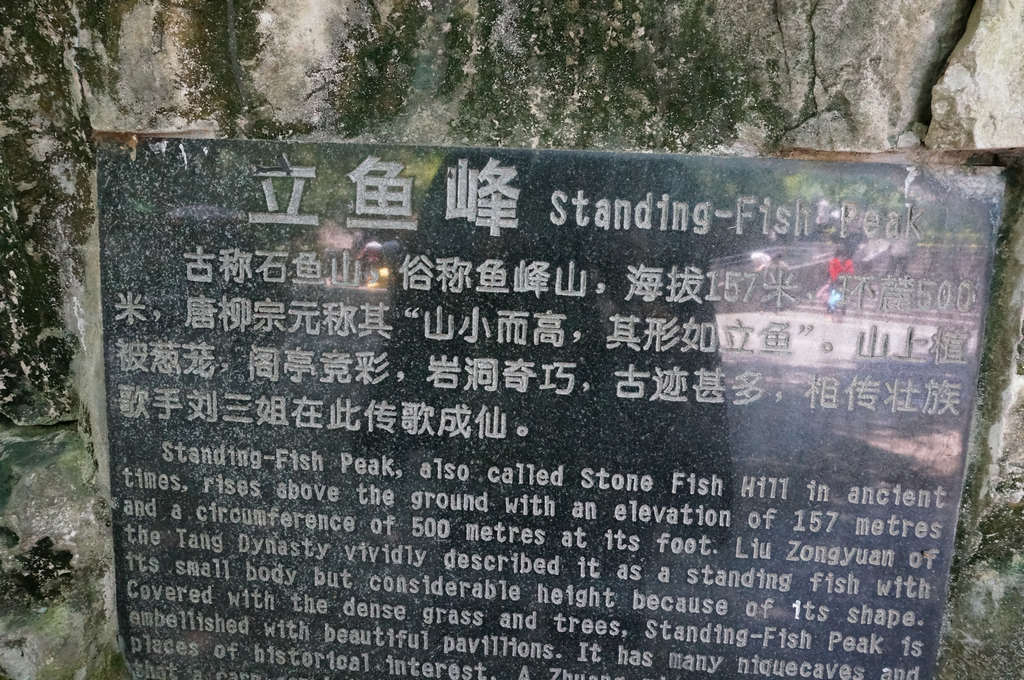 立鱼峰 Standing-Fish Peak
古称石鱼山，俗称鱼峰山，海拔157米，环麓500
米，唐柳宗元称其“山小而高，其形如立鱼”。山上植
被葱茏，阁亭竞彩，岩洞奇巧，古迹甚多，相传壮族
歌手刘三姐在此传歌成仙。
Standing-Fish Peak, also called Stone Fish Hill in ancient
times, rises above the ground with an elevation of 157 metres
and a circumference of 500 metres at its foot. Liu Zongyuan of
the Tang Dynasty vividly described it as a standing fish with
its small body but considerable height because of its shape.
Covered with the dense grass and trees, Standing-Fish Peak is
embellished with beautiful pavillions. It has many niquecaves and
places of historical interest. A Zhuang